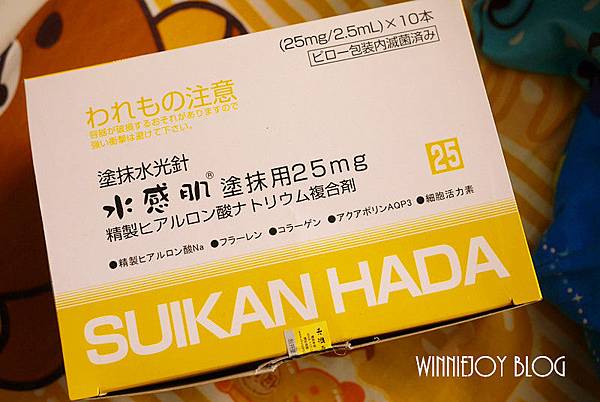 (25mg/2.5mL)×10本
ピロー包装内滅菌済み
われもの注意
容器が破損するおそれがありますので
強い衝撃は避けて下さい。
25
塗抹水光針
水感肌® 塗抹用25mg
精製ヒアルロン酸ナトリウム複合剤
●精製ヒアルロン酸Na ●フラーレン ●コラーゲン ●アクアポリンAQP3 ●細胞活力素
SUIKAN HADA
WINNIEJOY BLOG